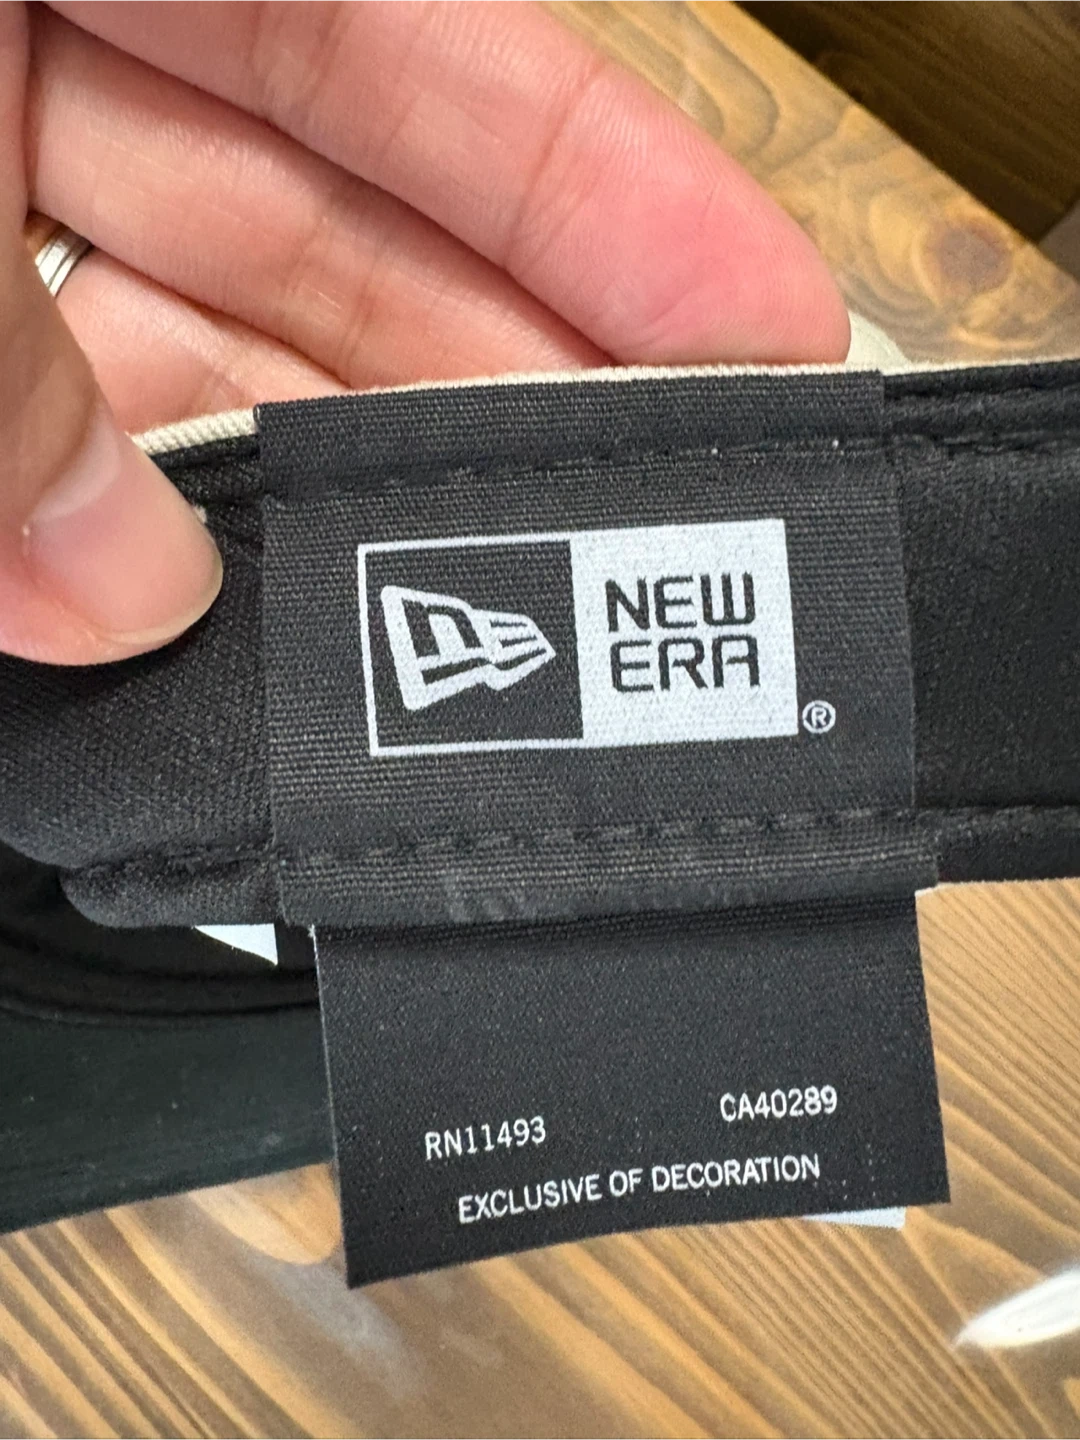 NEW
ERA
®
RN11493
CA40289
EXCLUSIVE OF DECORATION